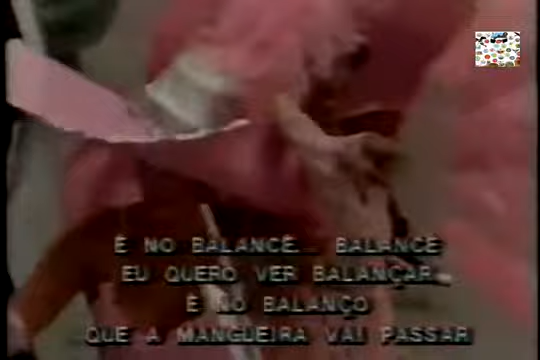 E NO BALANCÊ... BALANCÊ
EU QUERO VER BALANÇAR...
E NO BALANÇO
QUE A MANGUEIRA VAI PASSAR